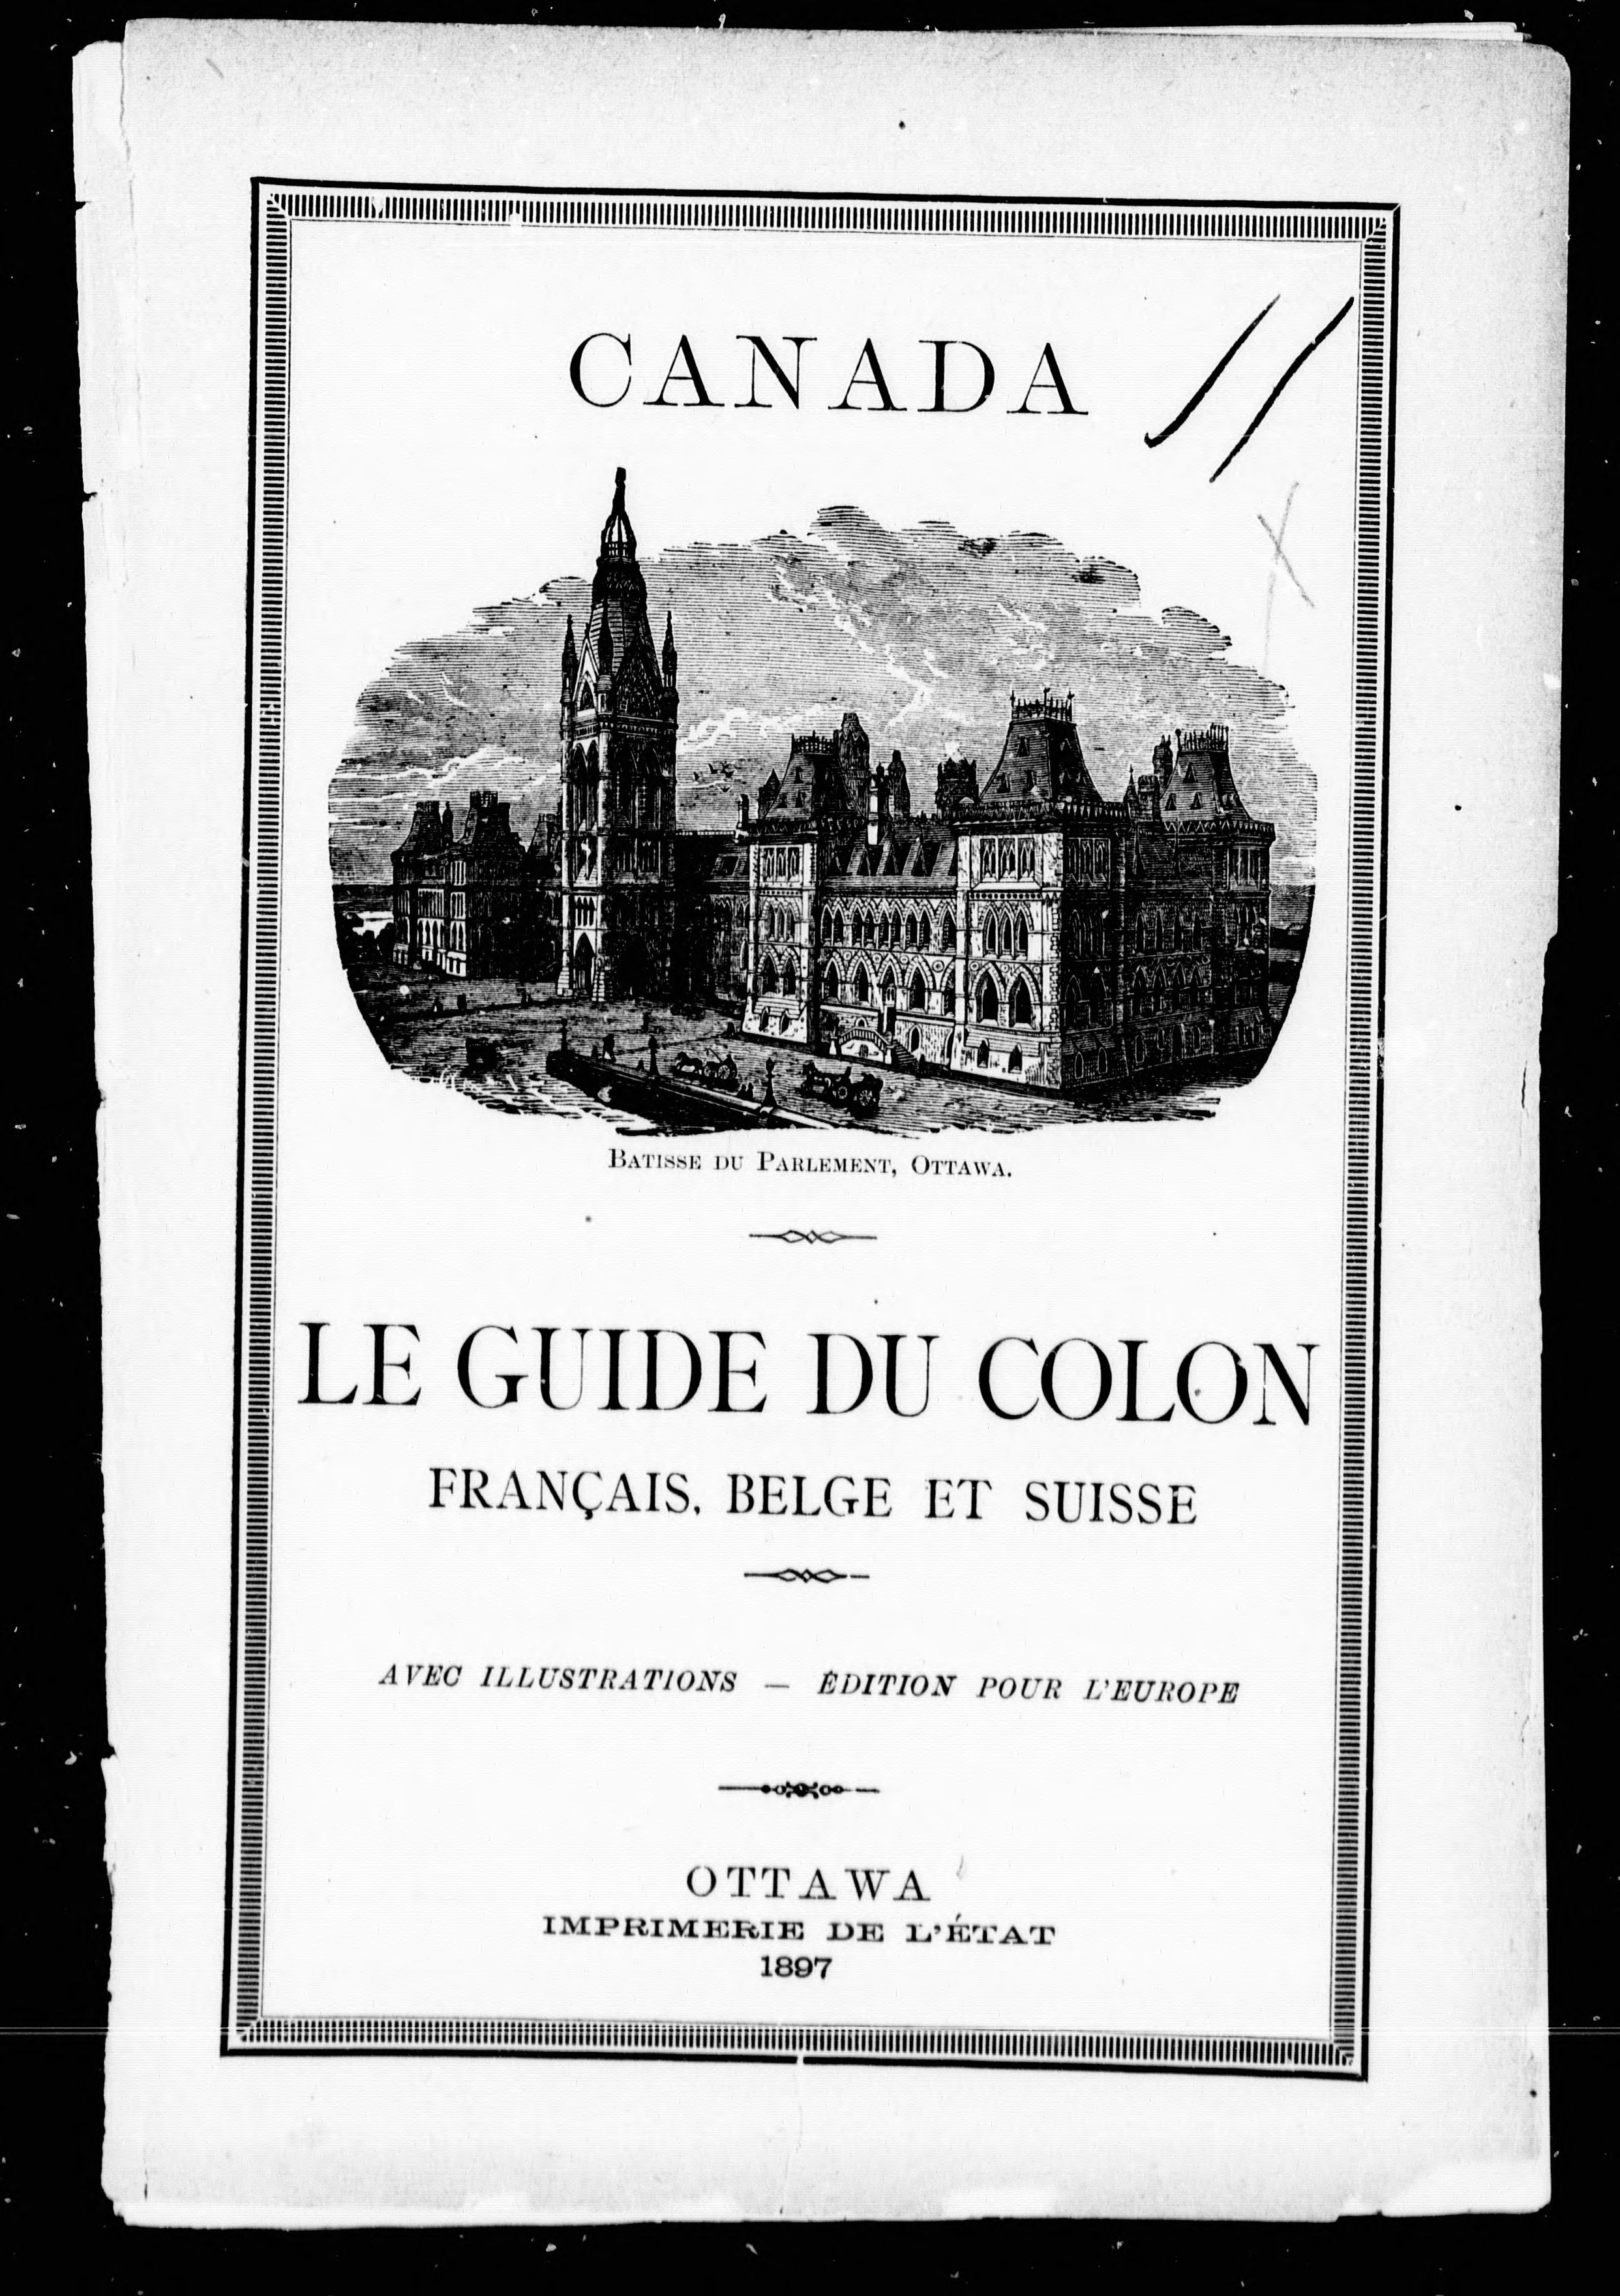 CANADA
11
BATISSE DU PARLEMENT, OTTAWA.
LE GUIDE DU COLON
FRANÇAIS, BELGE ET SUISSE
AVEC ILLUSTRATIONS — ÉDITION POUR L'EUROPE
OTTAWA
IMPRIMERIE DE L'ÉTAT
1897